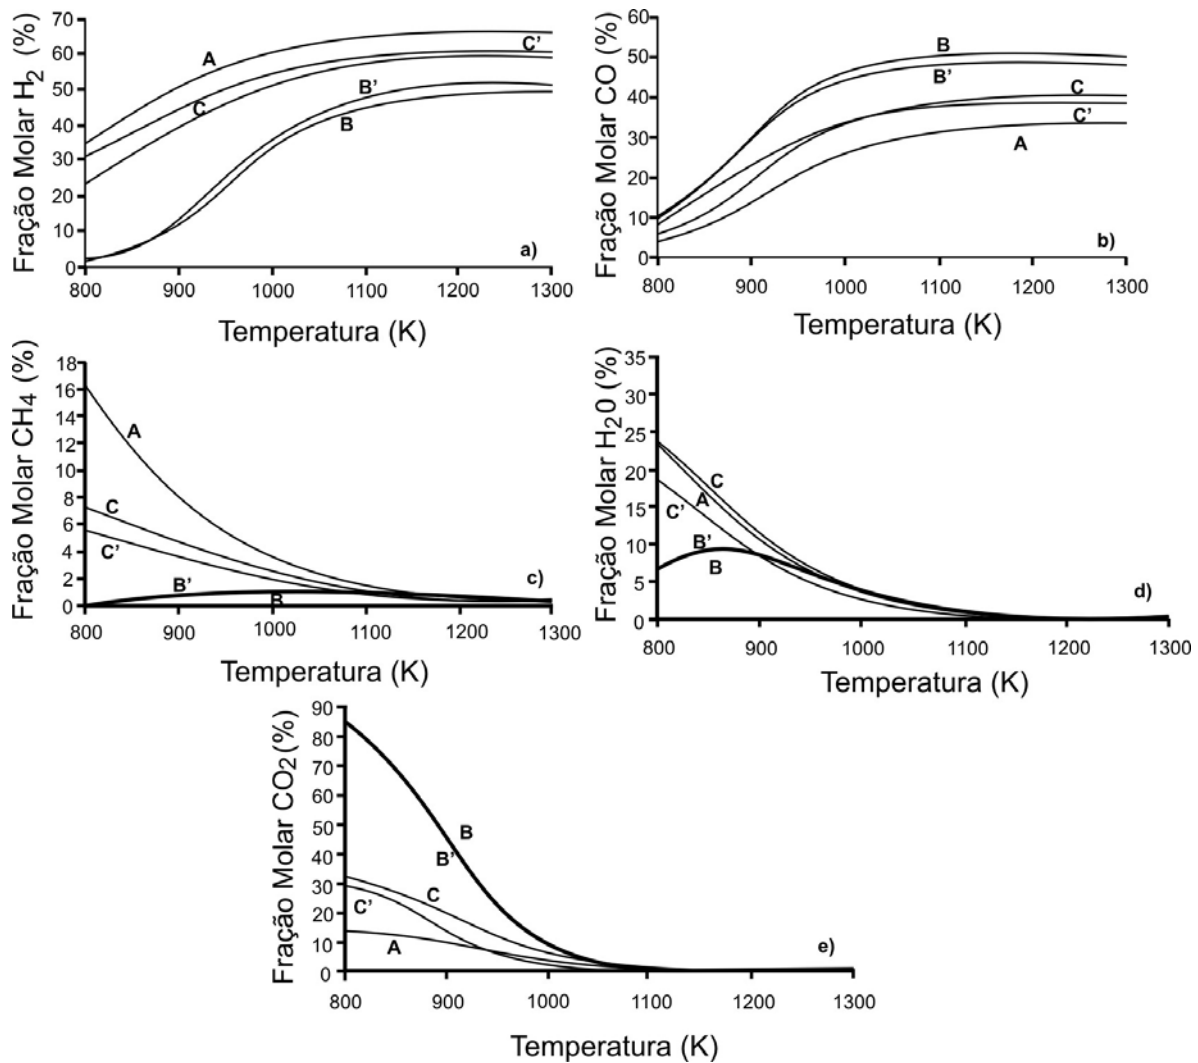 Fração Molar H2 (%)
70
60
50
40
30
20
10
0
A
C'
C
B'
B
a)
800 900 1000 1100 1200 1300
Temperatura (K)
Fração Molar CO (%)
60
50
40
30
20
10
0
B
B'
C
C'
A
b)
800 900 1000 1100 1200 1300
Temperatura (K)
Fração Molar CH4 (%)
18
16
14
12
10
8
6
4
2
0
A
C
C'
B'
B
c)
800 900 1000 1100 1200 1300
Temperatura (K)
Fração Molar H20 (%)
35
30
25
20
15
10
5
0
C
A
C'
B'
B
d)
800 900 1000 1100 1200 1300
Temperatura (K)
Fração Molar CO2 (%)
90
80
70
60
50
40
30
20
10
0
B
B'
C
C'
A
e)
800 900 1000 1100 1200 1300
Temperatura (K)